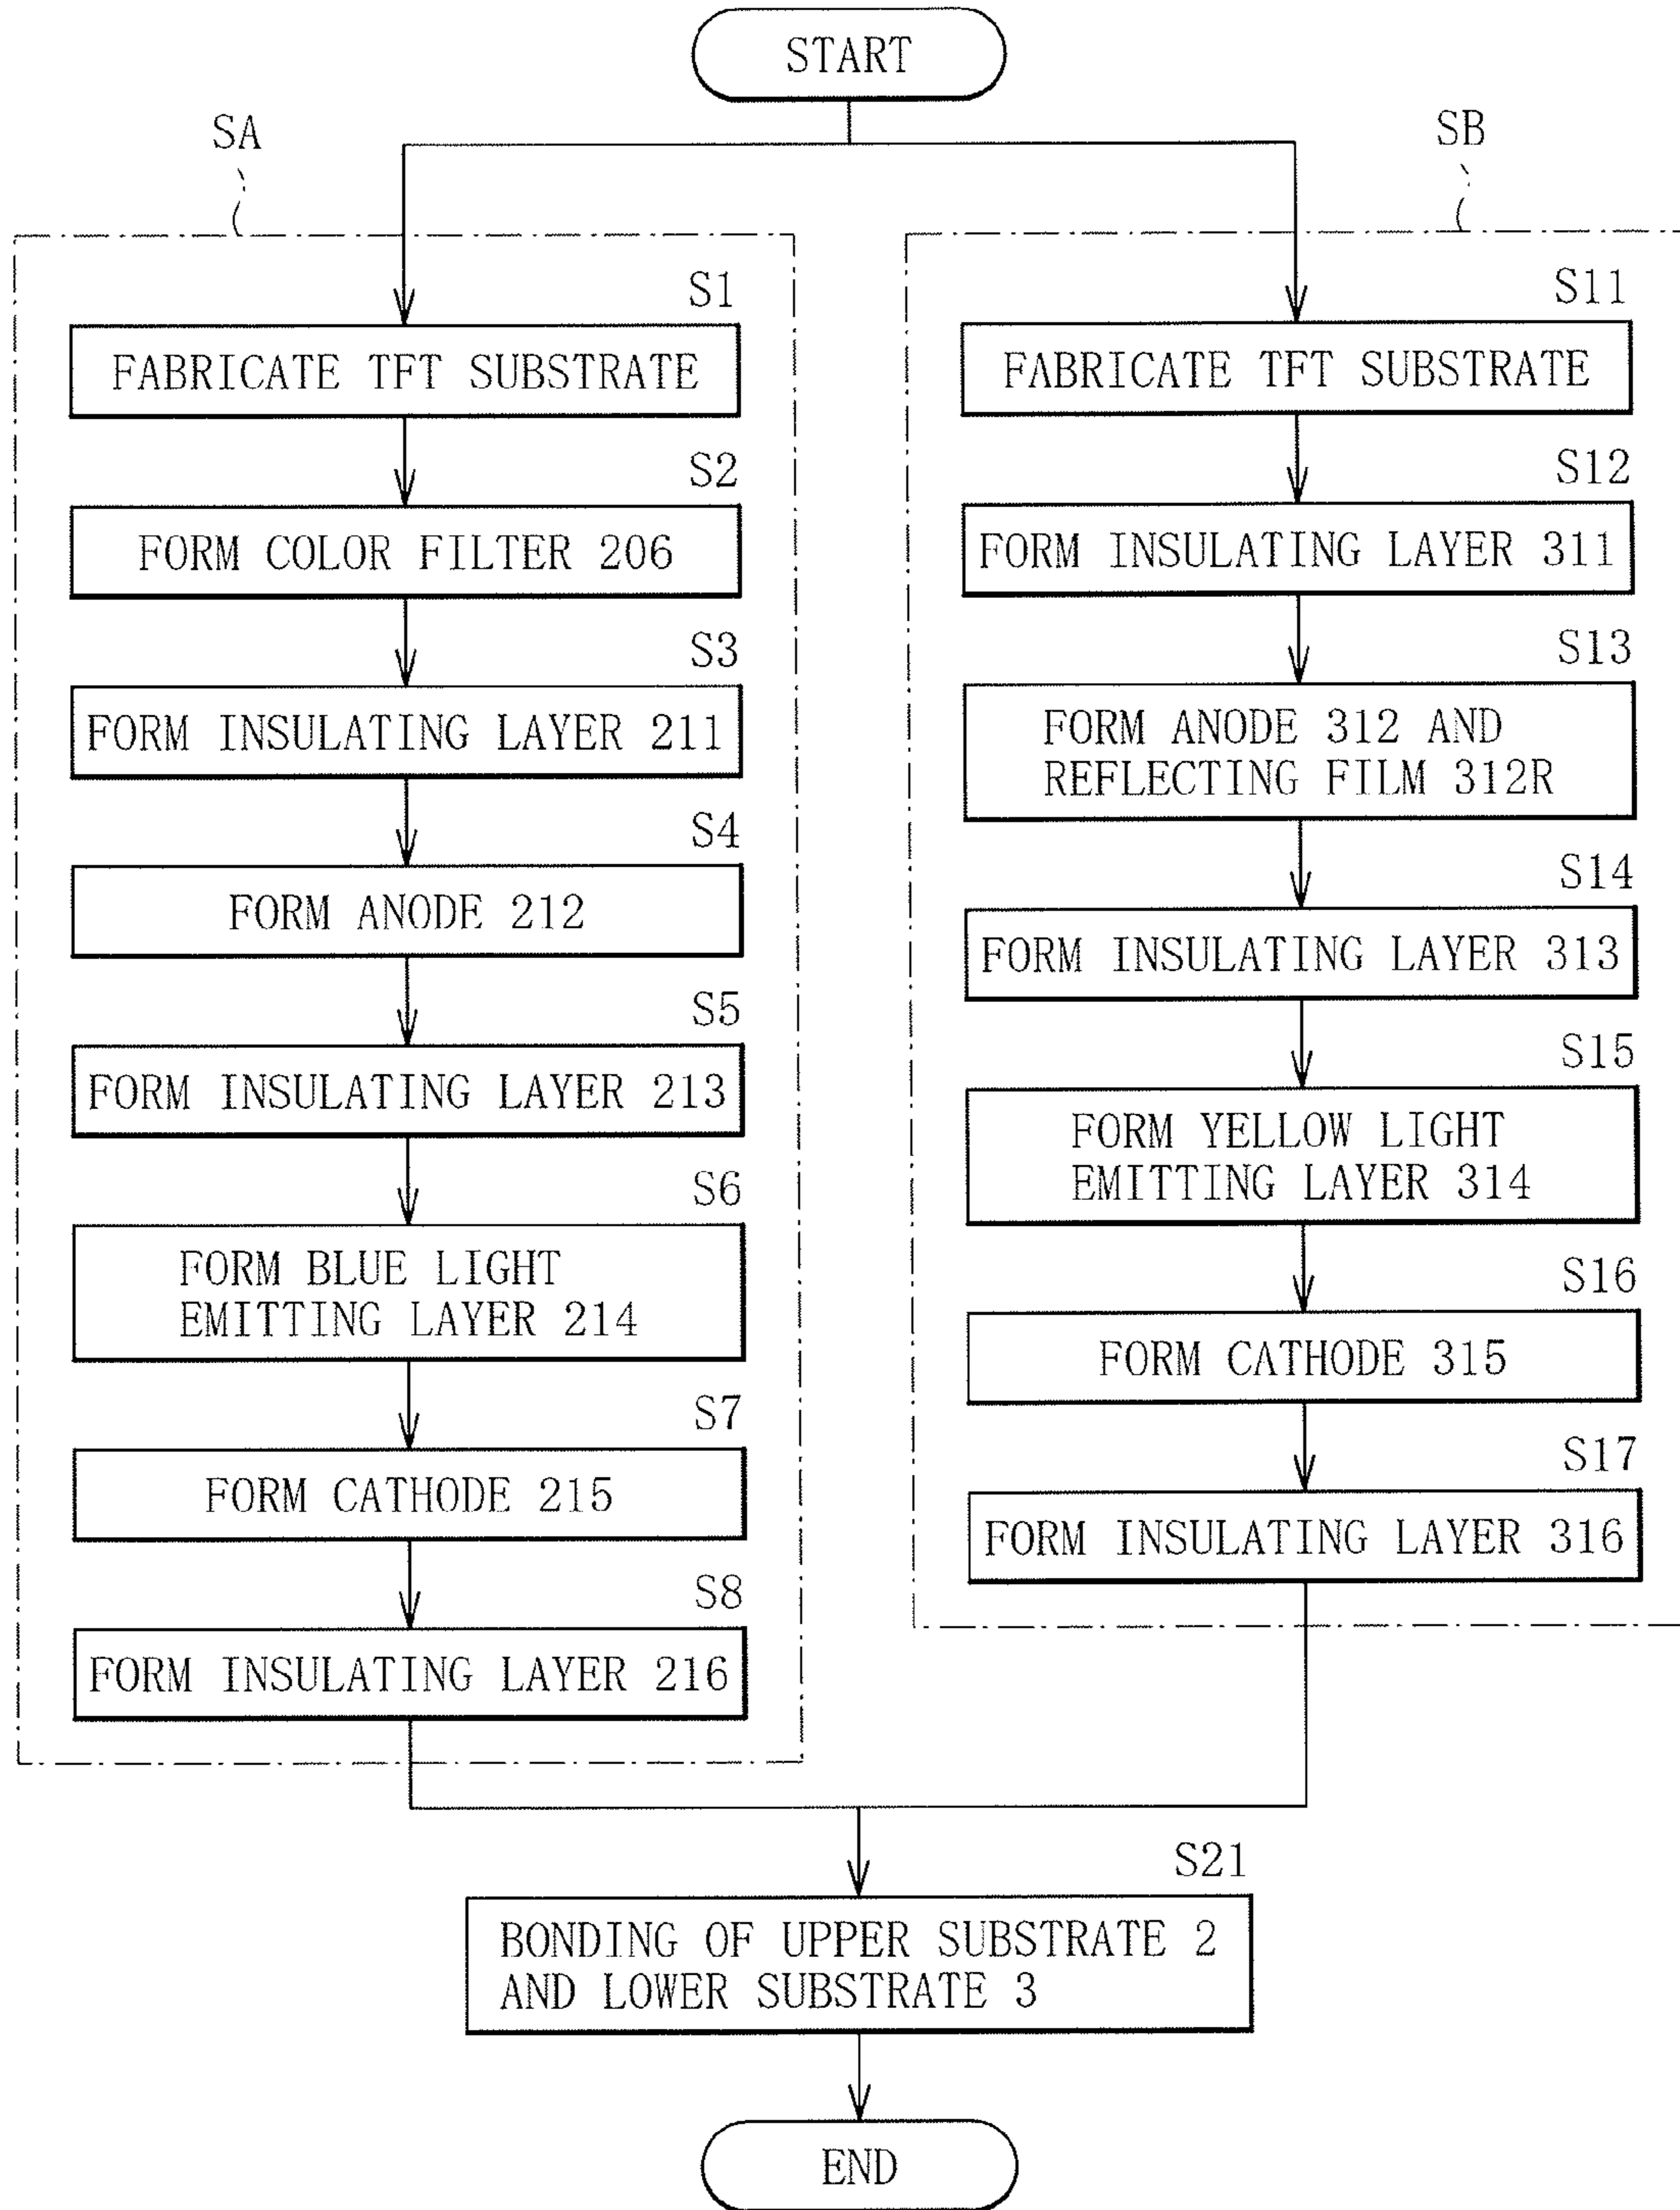 START
SA
S1
FABRICATE TFT SUBSTRATE
S2
FORM COLOR FILTER 206
S3
FORM INSULATING LAYER 211
S4
FORM ANODE 212
S5
FORM INSULATING LAYER 213
S6
FORM BLUE LIGHT
EMITTING LAYER 214
S7
FORM CATHODE 215
S8
FORM INSULATING LAYER 216
SB
S11
FABRICATE TFT SUBSTRATE
S12
FORM INSULATING LAYER 311
S13
FORM ANODE 312 AND
REFLECTING FILM 312R
S14
FORM INSULATING LAYER 313
S15
FORM YELLOW LIGHT
EMITTING LAYER 314
S16
FORM CATHODE 315
S17
FORM INSULATING LAYER 316
S21
BONDING OF UPPER SUBSTRATE 2
AND LOWER SUBSTRATE 3
END